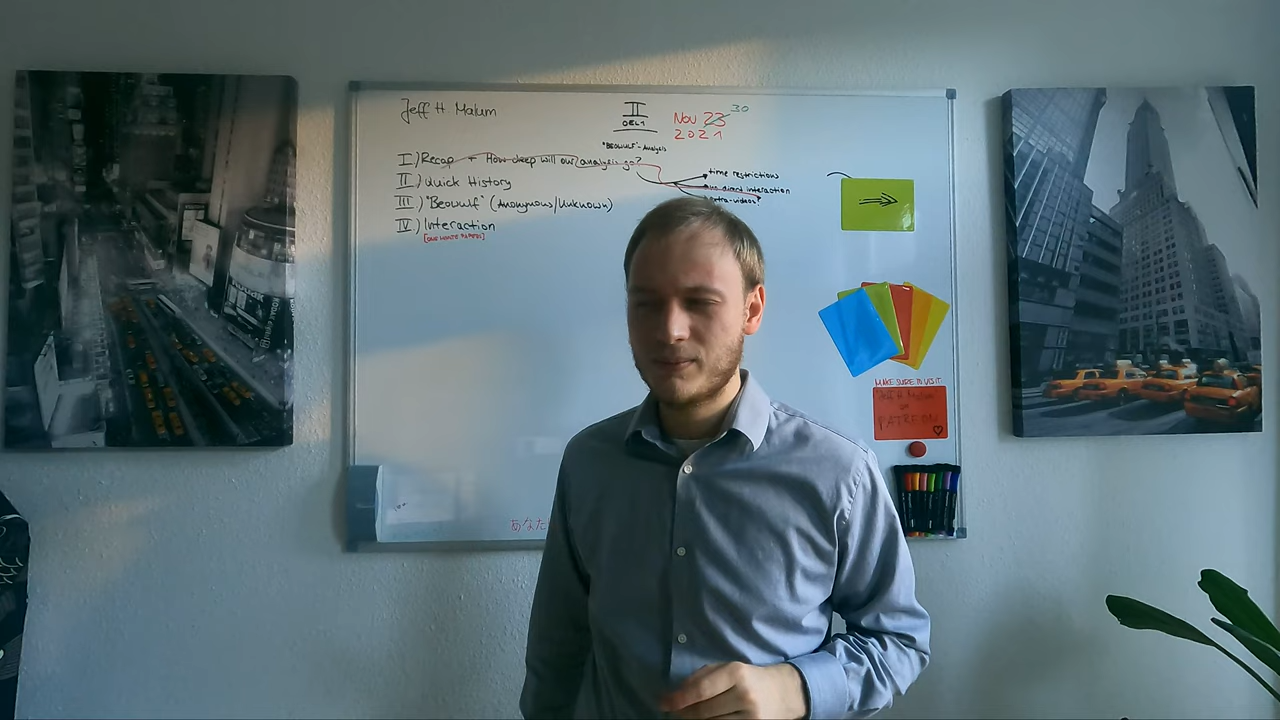 Jeff H Malum
II
DEL1
Nov 23 30
2021
"BEOWULF"-Analysis
I) Recap + How deep will our analysis go?
time restrictions
II) Quick History
no direct interaction
extra-videos
III) "Beowulf" (Anonymous/Unknown)
IV) Interaction
MAKE SURE TO VISIT
PATREON
あなた